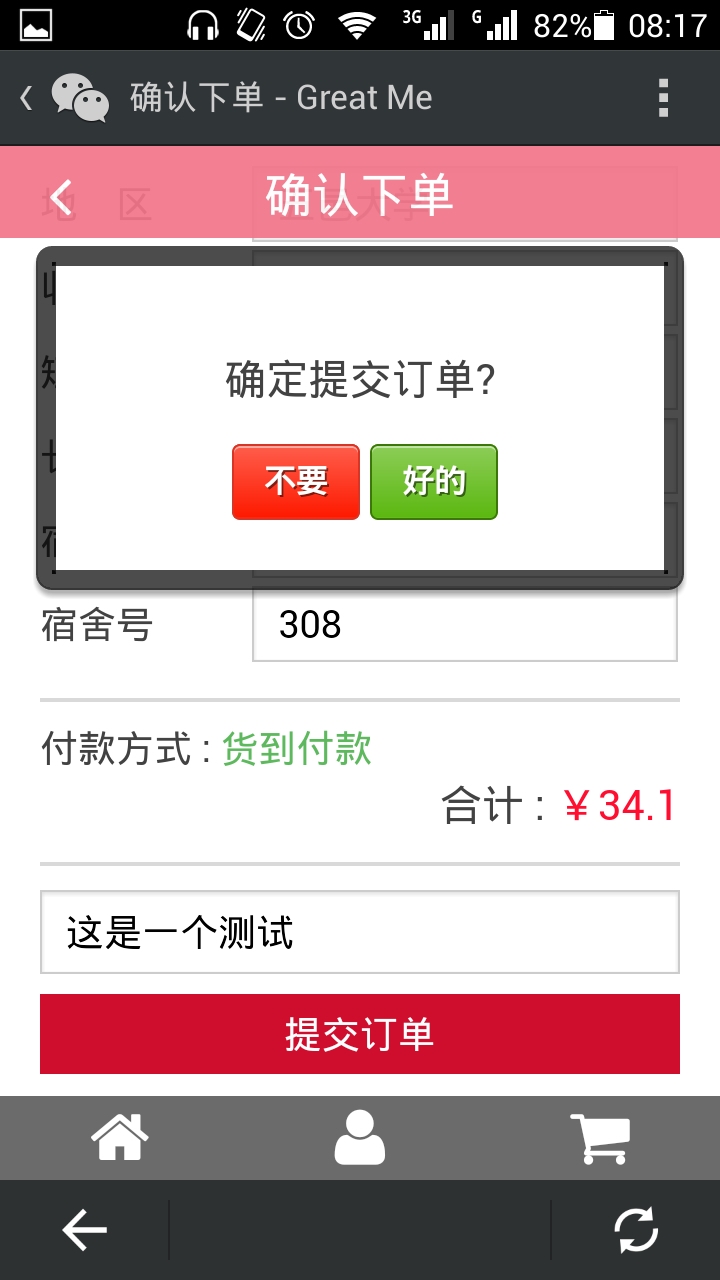 3G G 82% 08:17
确认下单 - Great Me
地 区
确认下单
确定提交订单?
不要 好的
宿舍号 308
付款方式 : 货到付款
合计 : ￥34.1
这是一个测试
提交订单